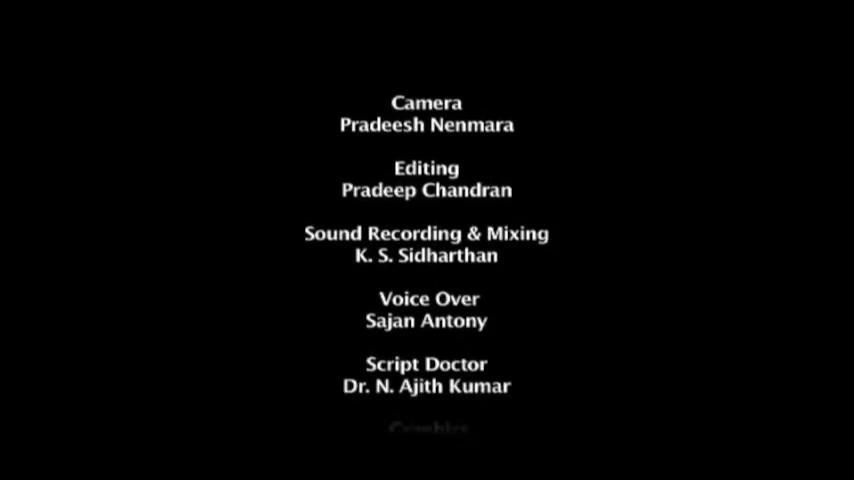 Camera
Pradeesh Nenmara
Editing
Pradeep Chandran
Sound Recording & Mixing
K. S. Sidharthan
Voice Over
Sajan Antony
Script Doctor
Dr. N. Ajith Kumar